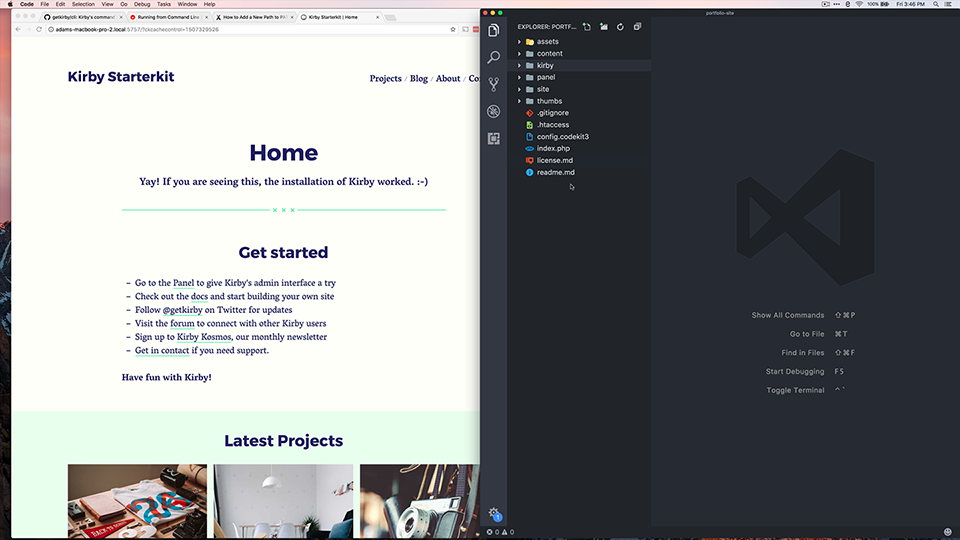 Code File Edit Selection View Go Debug Tasks Window Help
100% Fri 3:46 PM
getkirby/cli: Kirby's comman
Running from Command Line
How to Add a New Path to PA
Kirby Starterkit | Home
Adam
adams-macbook-pro-2.local:5757/?ckcachecontrol=1507329526
Kirby Starterkit
Projects / Blog / About / Co
Home
Yay! If you are seeing this, the installation of Kirby worked. :-)
× × ×
Get started
– Go to the Panel to give Kirby's admin interface a try
– Check out the docs and start building your own site
– Follow @getkirby on Twitter for updates
– Visit the forum to connect with other Kirby users
– Sign up to Kirby Kosmos, our monthly newsletter
– Get in contact if you need support.
Have fun with Kirby!
Latest Projects
BACK TO
portfolio-site
EXPLORER: PORTF...
assets
content
kirby
panel
site
thumbs
.gitignore
.htaccess
config.codekit3
index.php
license.md
readme.md
Show All Commands ⇧⌘P
Go to File ⌘T
Find in Files ⇧⌘F
Start Debugging F5
Toggle Terminal ⌃`
1
0 0